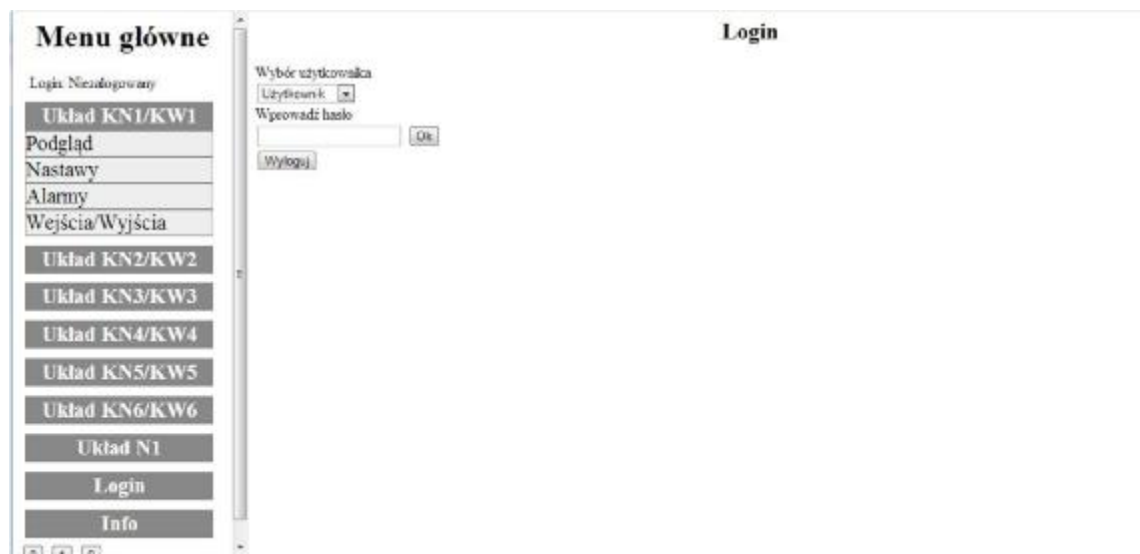 Menu główne
Login: Niezalogowany
Układ KN1/KW1
Podgląd
Nastawy
Alarmy
Wejścia/Wyjścia
Układ KN2/KW2
Układ KN3/KW3
Układ KN4/KW4
Układ KN5/KW5
Układ KN6/KW6
Układ N1
Login
Info
Login
Wybór użytkowalka
Użytkownik
Wprowadź hasło
Ok
Wyloguj